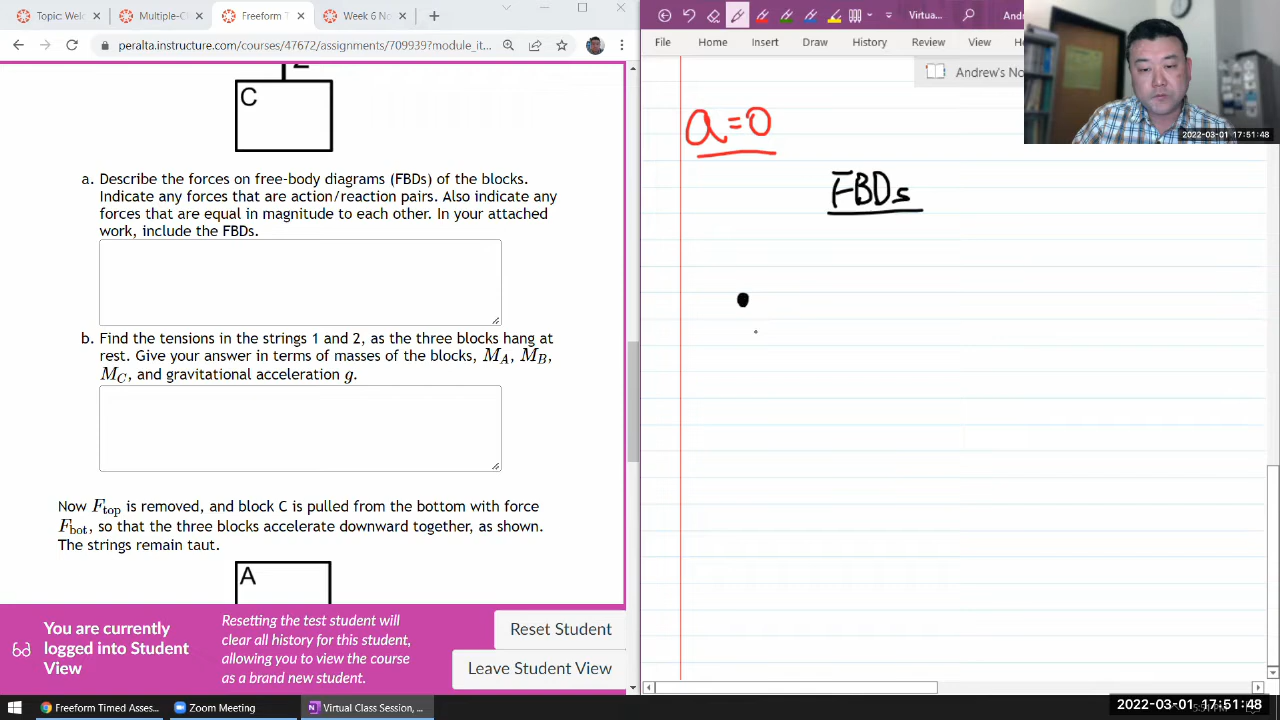 Topic Wel
Multiple-Cl
Freeform T
Week 6 No
peralta.instructure.com/courses/47672/assignments/709939?module_it...
2
C
a. Describe the forces on free-body diagrams (FBDs) of the blocks.
Indicate any forces that are action/reaction pairs. Also indicate any
forces that are equal in magnitude to each other. In your attached
work, include the FBDs.
b. Find the tensions in the strings 1 and 2, as the three blocks hang at
rest. Give your answer in terms of masses of the blocks, M_A, M_B,
M_C, and gravitational acceleration g.
Now F_top is removed, and block C is pulled from the bottom with force
F_bot, so that the three blocks accelerate downward together, as shown.
The strings remain taut.
A
You are currently
logged into Student
View
Resetting the test student will
clear all history for this student,
allowing you to view the course
as a brand new student.
Reset Student
Leave Student View
Virtua...
And
File Home Insert Draw History Review View
Andrew's No
a=0
FBDs
2022-03-01 17:51:48
Freeform Timed Asses...
Zoom Meeting
Virtual Class Session, ...
2022-03-01 17:51:48